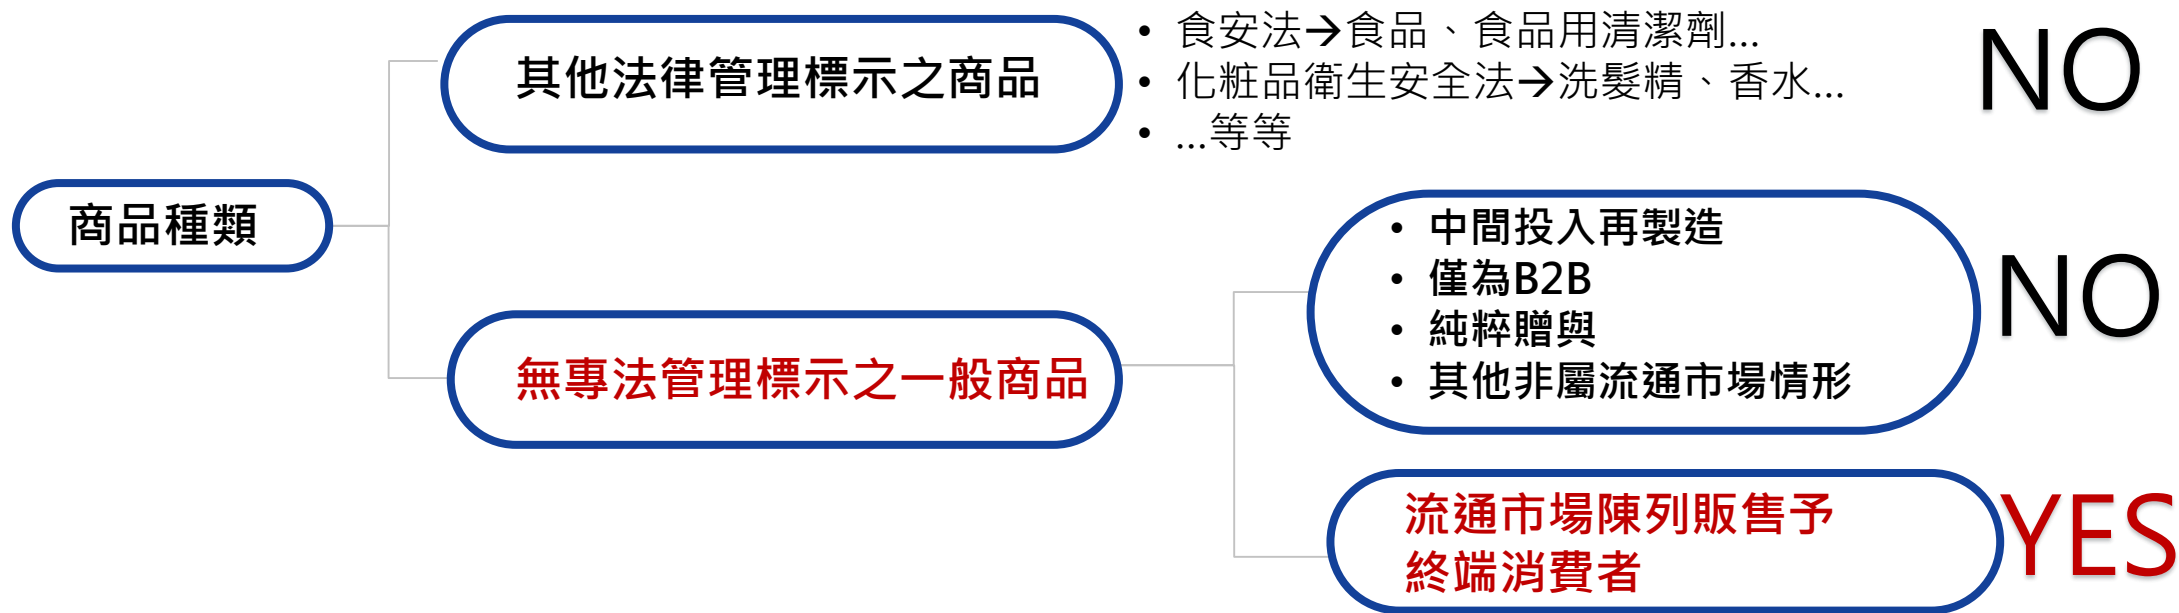 • 食安法→食品、食品用清潔劑...
• 化粧品衛生安全法→洗髮精、香水...
• ...等等
NO
其他法律管理標示之商品
商品種類
無專法管理標示之一般商品
• 中間投入再製造
• 僅為B2B
• 純粹贈與
• 其他非屬流通市場情形
NO
流通市場陳列販售予
終端消費者
YES